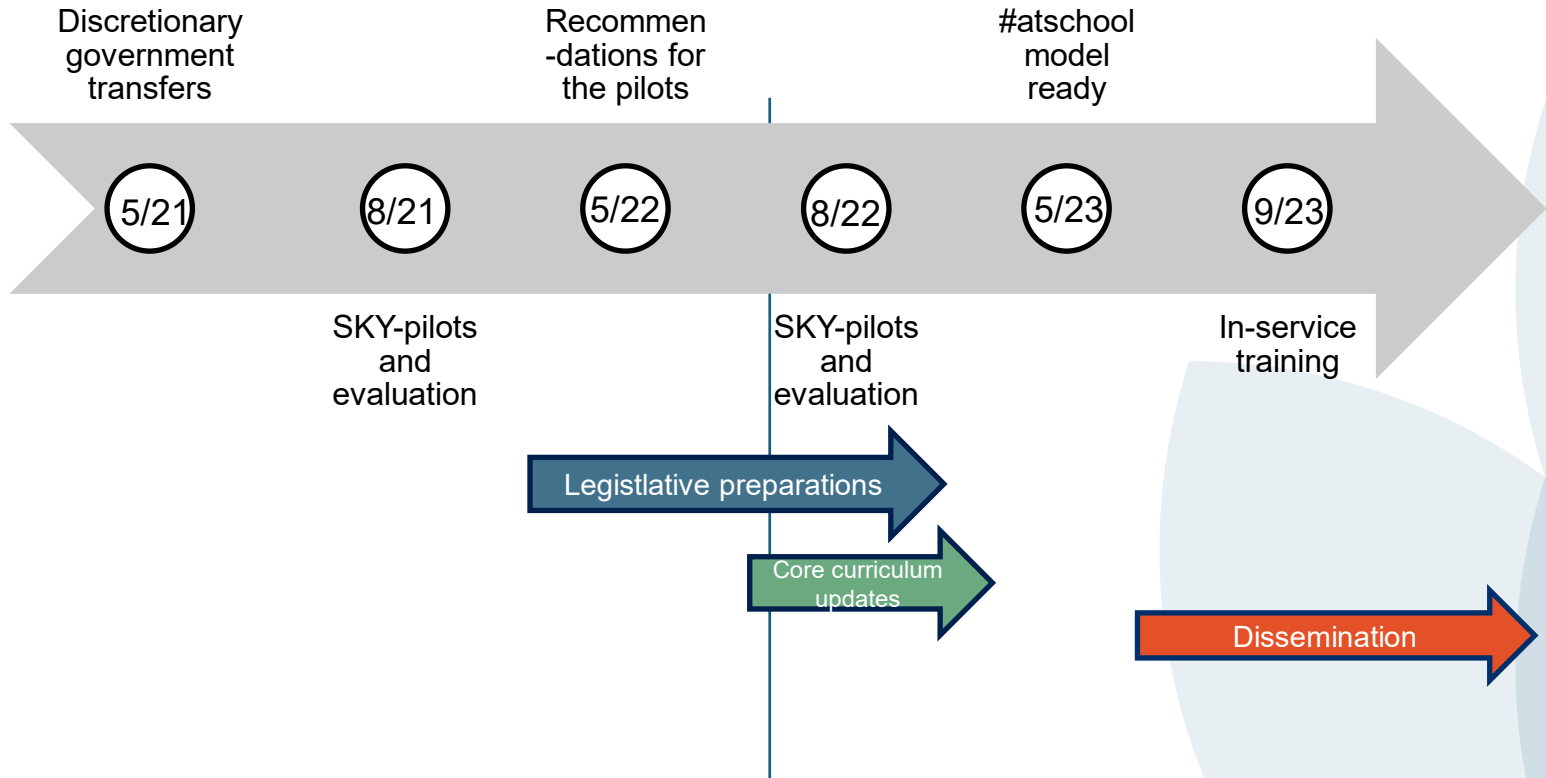 Discretionary
government
transfers
Recommen
-dations for
the pilots
#atschool
model
ready
5/21
8/21
5/22
8/22
5/23
9/23
SKY-pilots
and
evaluation
SKY-pilots
and
evaluation
In-service
training
Legistlative preparations
Core curriculum
updates
Dissemination